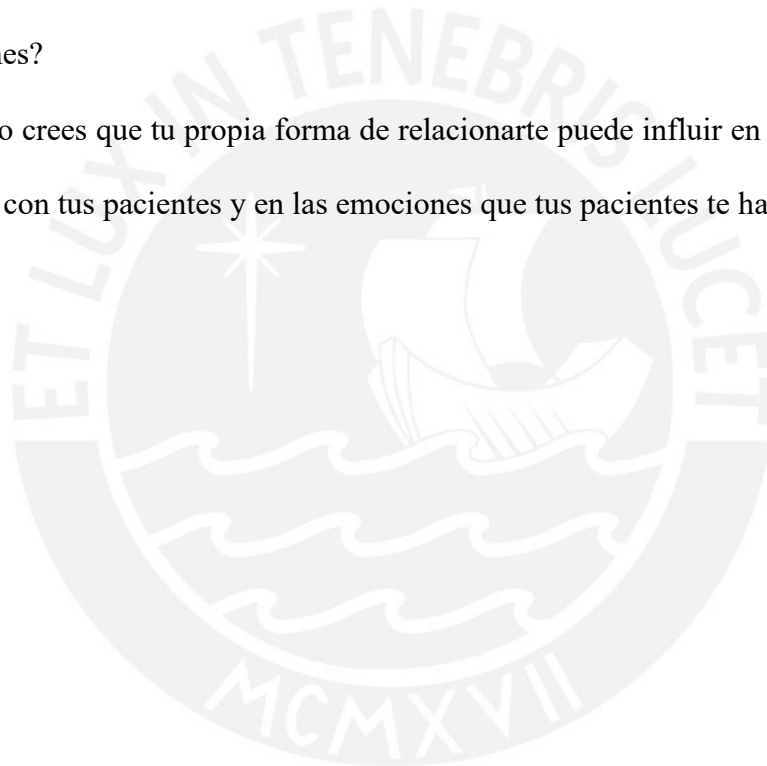 nes?
o crees que tu propia forma de relacionarte puede influir en
con tus pacientes y en las emociones que tus pacientes te ha
ET LUX IN TENEBRIS LUCET
MCMXVII